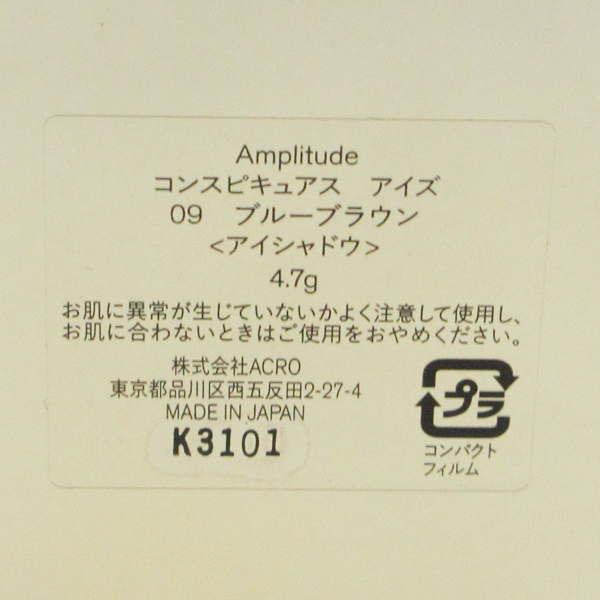 Amplitude
コンスピキュアス アイズ
09 ブルーブラウン
<アイシャドウ>
4.7g
お肌に異常が生じていないかよく注意して使用し、
お肌に合わないときはご使用をおやめください。
株式会社ACRO
東京都品川区西五反田2-27-4
MADE IN JAPAN
K3101
プラ
コンパクト
フィルム